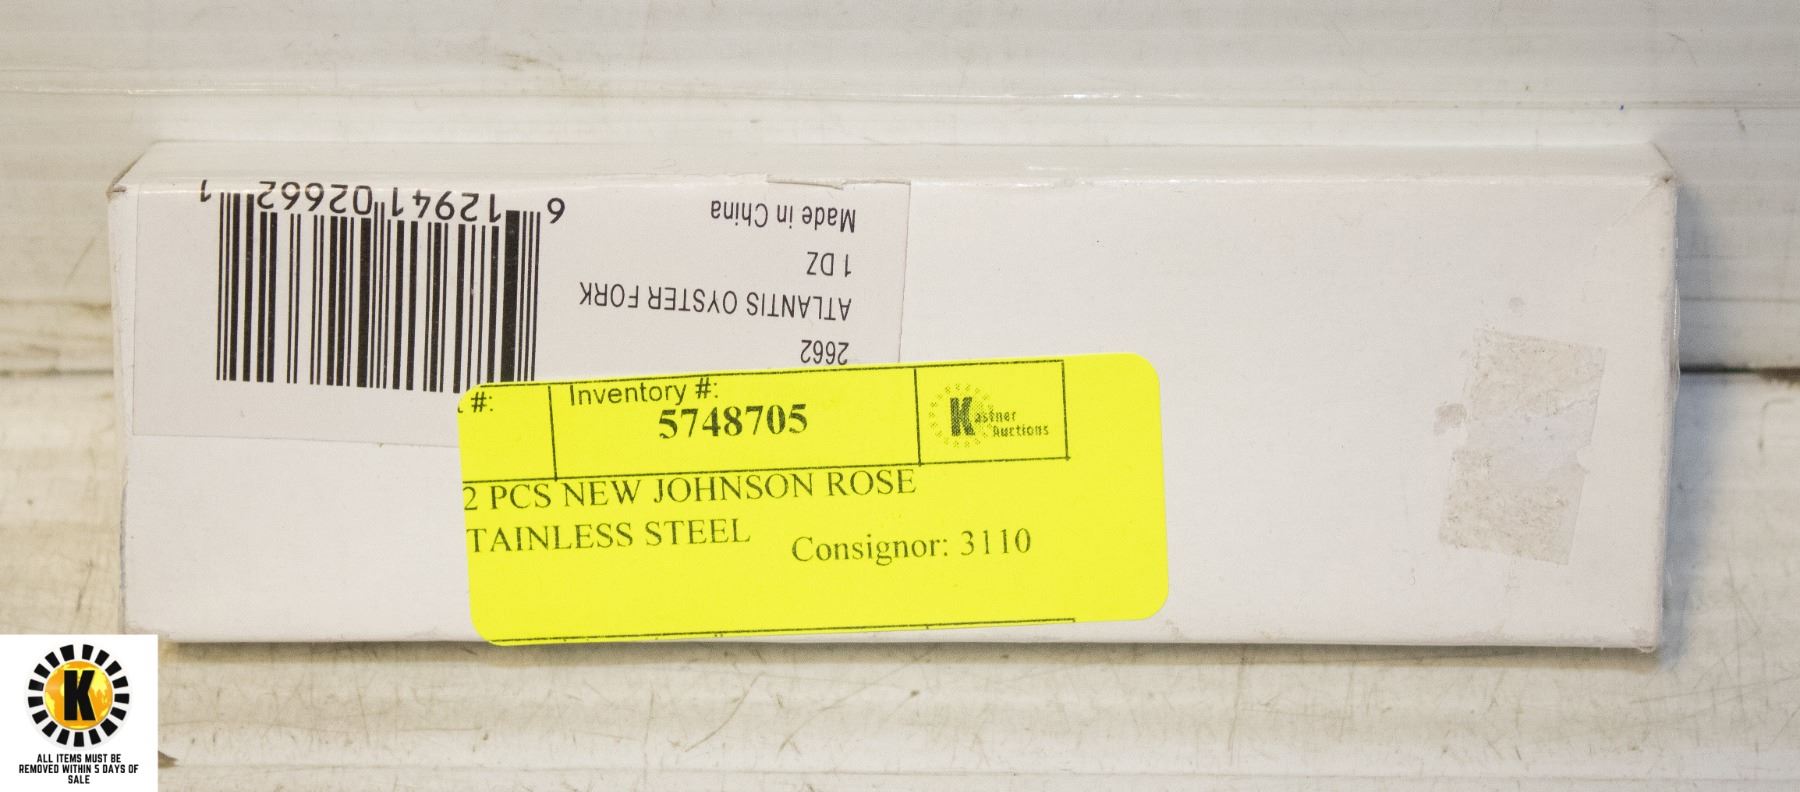 2662
ATLANTIS OYSTER FORK
1 DZ
Made in China
6 12941 02662 1
#:
Inventory #:
5748705
Kastner
Auctions
2 PCS NEW JOHNSON ROSE
TAINLESS STEEL
Consignor: 3110
K
ALL ITEMS MUST BE
REMOVED WITHIN 5 DAYS OF
SALE